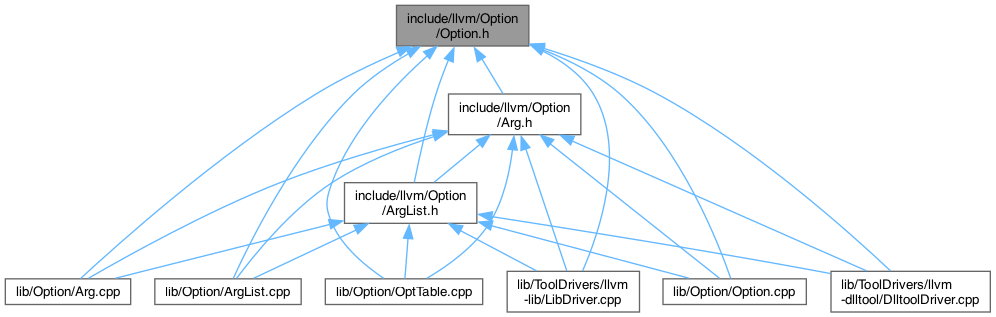 include/llvm/Option
/Option.h
include/llvm/Option
/Arg.h
include/llvm/Option
/ArgList.h
lib/Option/Arg.cpp
lib/Option/ArgList.cpp
lib/Option/OptTable.cpp
lib/ToolDrivers/llvm
-lib/LibDriver.cpp
lib/Option/Option.cpp
lib/ToolDrivers/llvm
-dlltool/DlltoolDriver.cpp